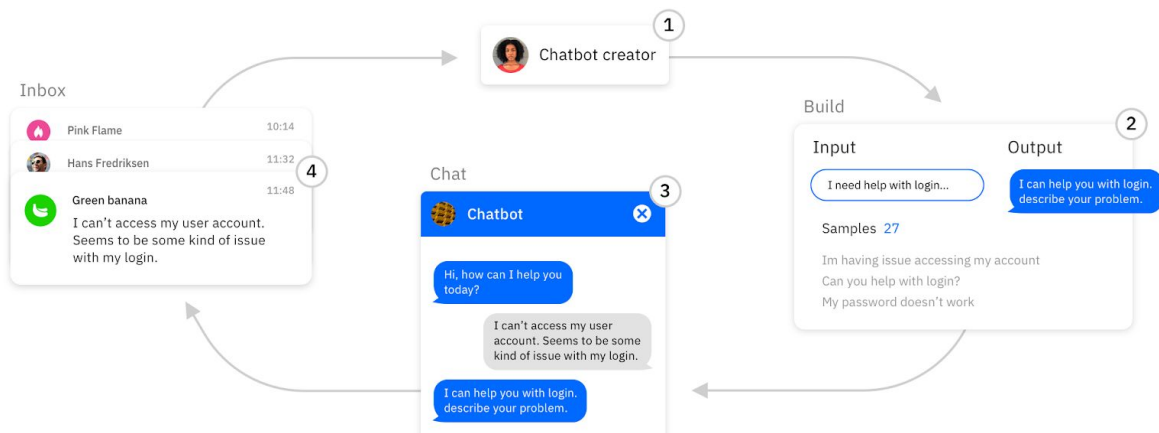 1
Chatbot creator
Inbox
Pink Flame 10:14
Hans Fredriksen 11:32
4
Green banana 11:48
I can't access my user account.
Seems to be some kind of issue
with my login.
Chat
3
Chatbot
Hi, how can I help you
today?
I can't access my user
account. Seems to be some
kind of issue with my login.
I can help you with login.
describe your problem.
Build
2
Input
Output
I need help with login...
I can help you with login.
describe your problem.
Samples 27
Im having issue accessing my account
Can you help with login?
My password doesn't work